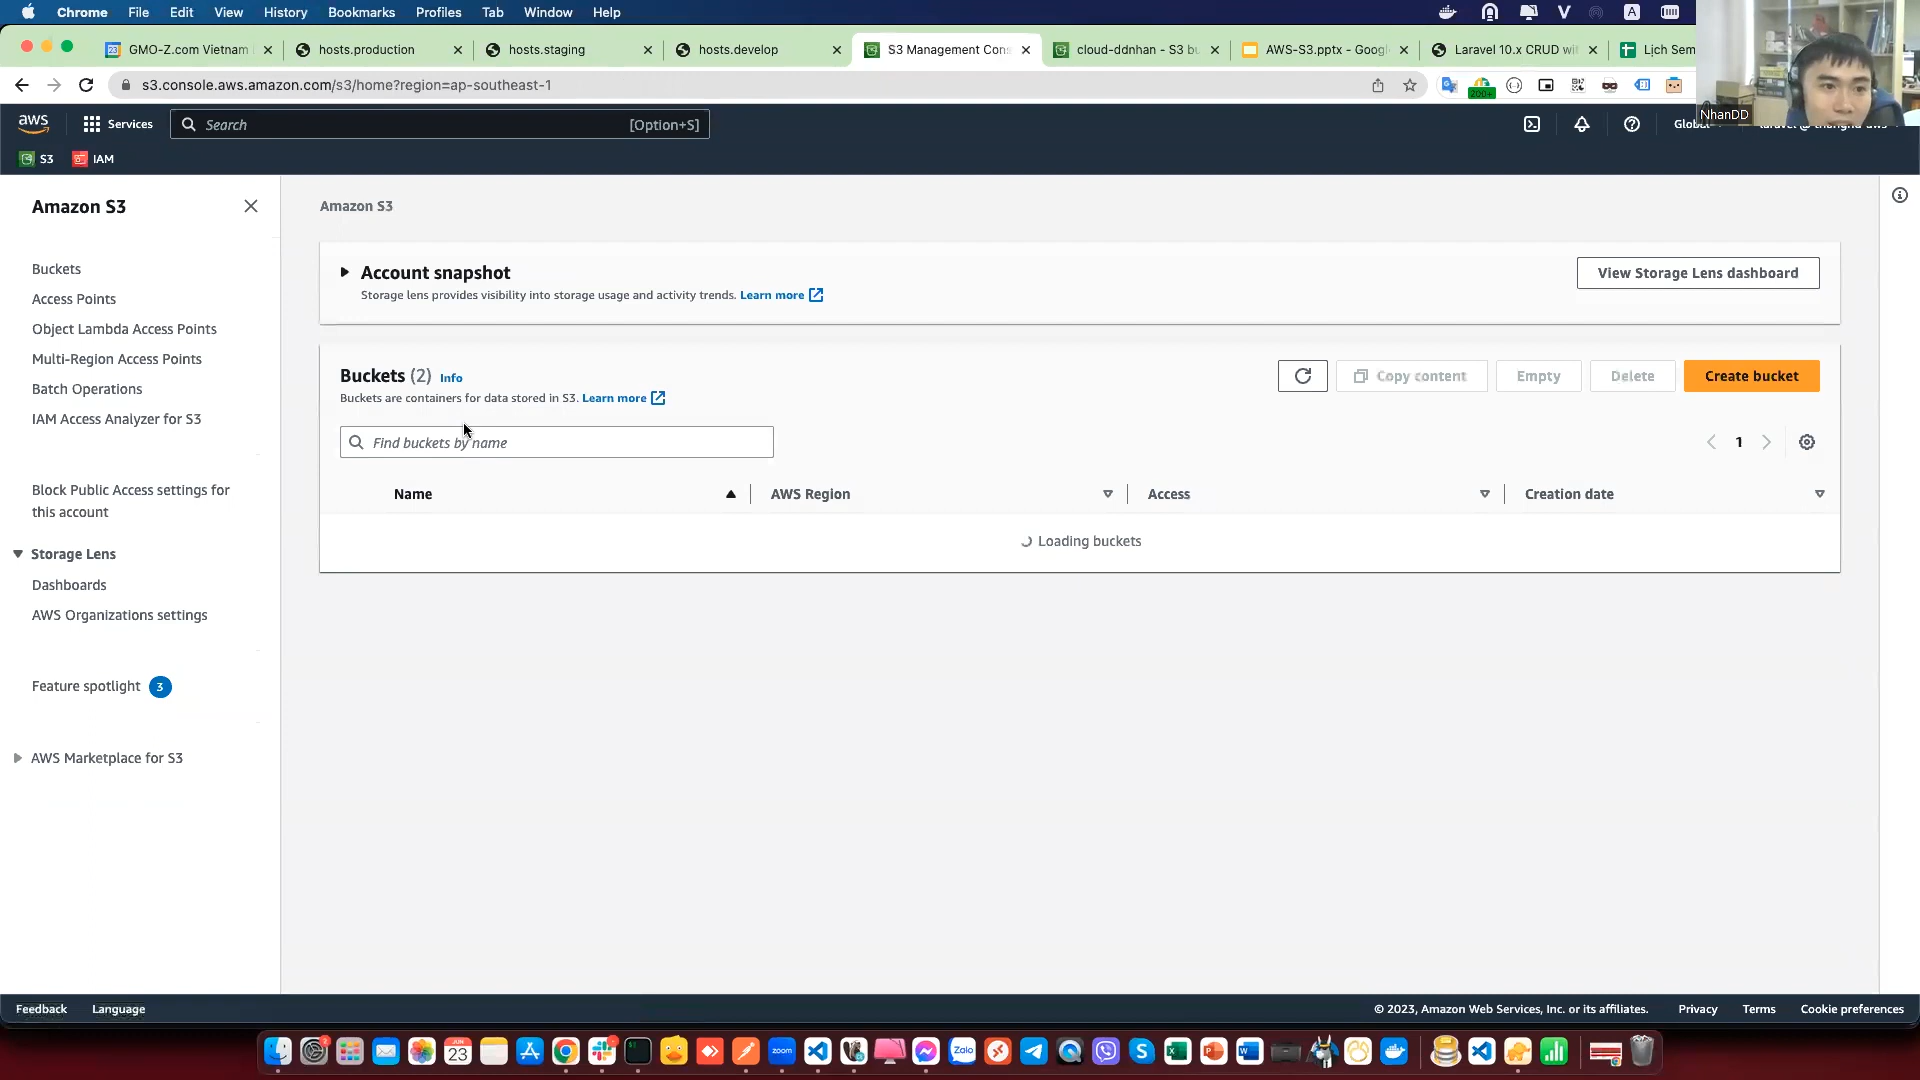 Chrome File Edit View History Bookmarks Profiles Tab Window Help
GMO-Z.com Vietnam
hosts.production
hosts.staging
hosts.develop
S3 Management Cons
cloud-ddnhan - S3 bu
AWS-S3.pptx - Googl
Laravel 10.x CRUD wi
Lịch Sem
s3.console.aws.amazon.com/s3/home?region=ap-southeast-1
200+
NhanDD
aws
Services
Search
[Option+S]
S3
IAM
Amazon S3
Buckets
Access Points
Object Lambda Access Points
Multi-Region Access Points
Batch Operations
IAM Access Analyzer for S3
Block Public Access settings for
this account
Storage Lens
Dashboards
AWS Organizations settings
Feature spotlight 3
AWS Marketplace for S3
Amazon S3
Account snapshot
Storage lens provides visibility into storage usage and activity trends. Learn more
View Storage Lens dashboard
Buckets (2) Info
Buckets are containers for data stored in S3. Learn more
Copy content
Empty
Delete
Create bucket
Find buckets by name
1
Name
AWS Region
Access
Creation date
Loading buckets
Feedback
Language
© 2023, Amazon Web Services, Inc. or its affiliates.
Privacy
Terms
Cookie preferences
JUN
23
zoom
Zalo